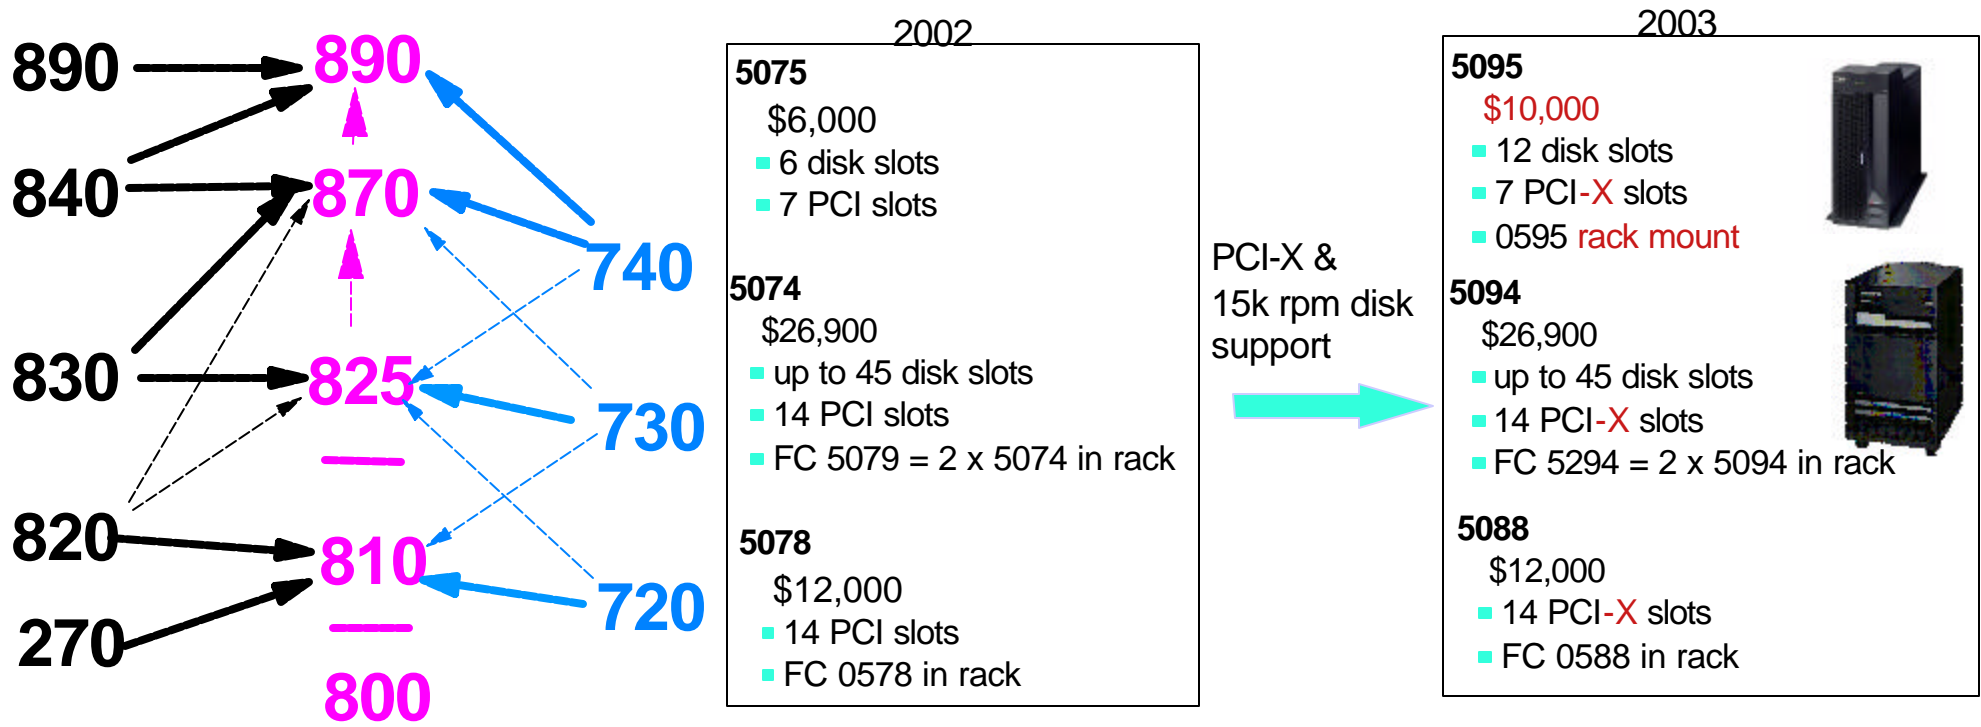 890
840
830
820
270
890
870
825
810
800
740
730
720
2002
5075
$6,000
6 disk slots
7 PCI slots
5074
$26,900
up to 45 disk slots
14 PCI slots
FC 5079 = 2 x 5074 in rack
5078
$12,000
14 PCI slots
FC 0578 in rack
PCI-X &
15k rpm disk
support
2003
5095
$10,000
12 disk slots
7 PCI-X slots
0595 rack mount
5094
$26,900
up to 45 disk slots
14 PCI-X slots
FC 5294 = 2 x 5094 in rack
5088
$12,000
14 PCI-X slots
FC 0588 in rack